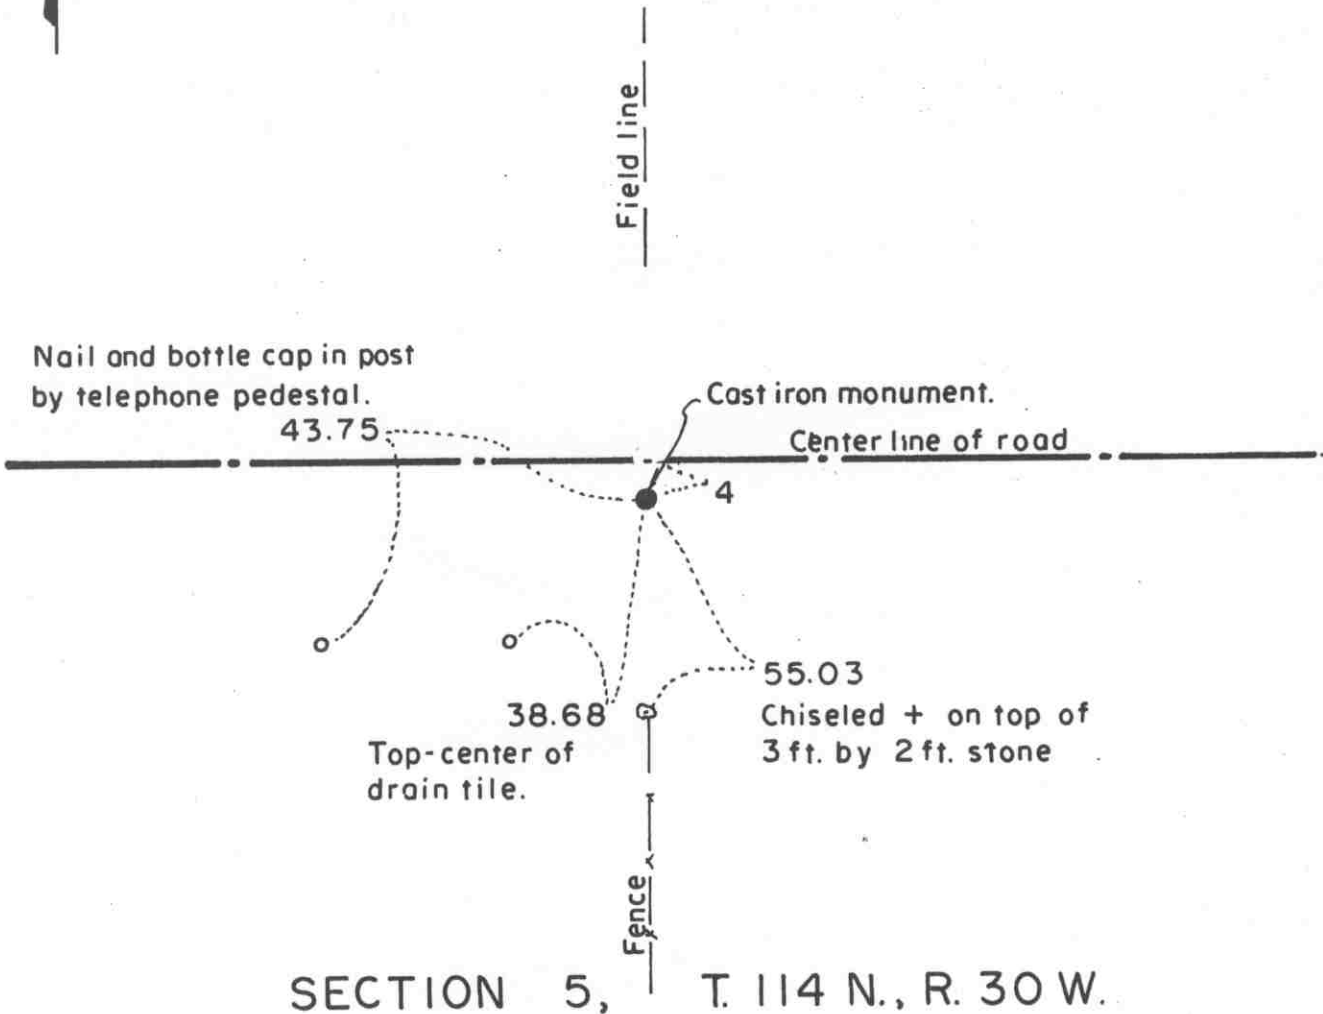 Field line
Nail and bottle cap in post
by telephone pedestal.
43.75
Cast iron monument.
Center line of road
4
55.03
Chiseled + on top of
3 ft. by 2 ft. stone
38.68
Top-center of
drain tile.
Fence
SECTION 5, T. 114 N., R. 30 W.